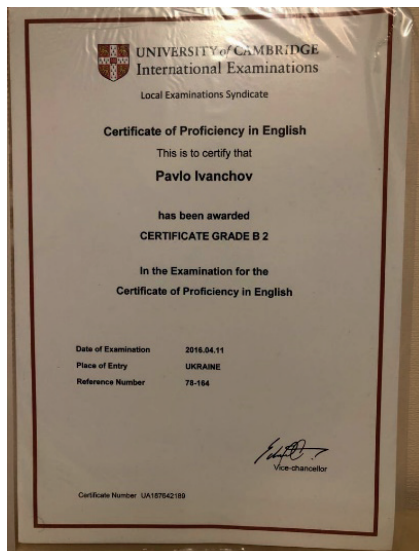 UNIVERSITY of CAMBRIDGE
International Examinations
Local Examinations Syndicate
Certificate of Proficiency in English
This is to certify that
Pavlo Ivanchov
has been awarded
CERTIFICATE GRADE B 2
In the Examination for the
Certificate of Proficiency in English
Date of Examination 2016.04.11
Place of Entry UKRAINE
Reference Number 78-164
Vice-chancellor
Certificate Number UA157642189